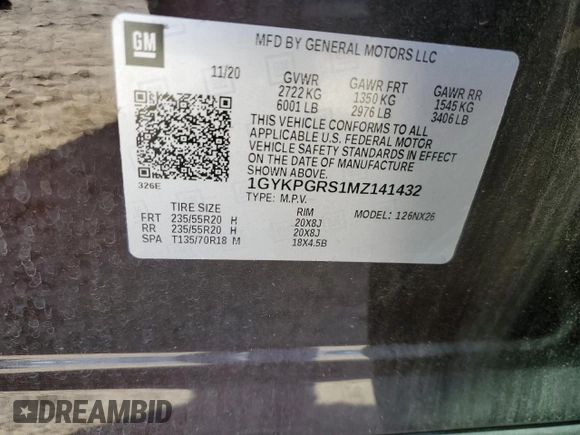 GM
MFD BY GENERAL MOTORS LLC
11/20 GVWR GAWR FRT GAWR RR
2722 KG 1350 KG 1545 KG
6001 LB 2976 LB 3406 LB
THIS VEHICLE CONFORMS TO ALL
APPLICABLE U.S. FEDERAL MOTOR
VEHICLE SAFETY STANDARDS IN EFFECT
ON THE DATE OF MANUFACTURE
SHOWN ABOVE.
326E
1GYKPGRS1MZ141432
TYPE: M.P.V.
TIRE SIZE RIM MODEL: 126NX26
FRT 235/55R20 H 20X8J
RR 235/55R20 H 20X8J
SPA T135/70R18 M 18X4.5B
DREAMBID